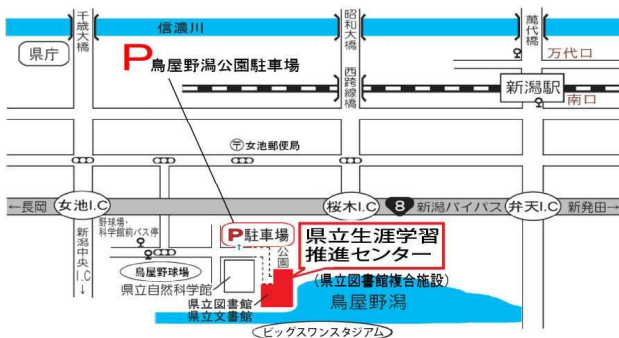 千歳大橋
信濃川
昭和大橋
萬代橋
県庁
P鳥屋野潟公園駐車場
万代口
西跨線橋
新潟駅
南口
〒女池郵便局
←長岡
女池I.C
桜木I.C
8
新潟バイパス
弁天I.C
新発田→
野球場・
科学館前バス停
P駐車場
公園
新潟中央I.C↓
県立生涯学習
推進センター
鳥屋野球場
県立自然科学館
(県立図書館複合施設)
県立図書館
県立文書館
鳥屋野潟
ビッグスワンスタジアム